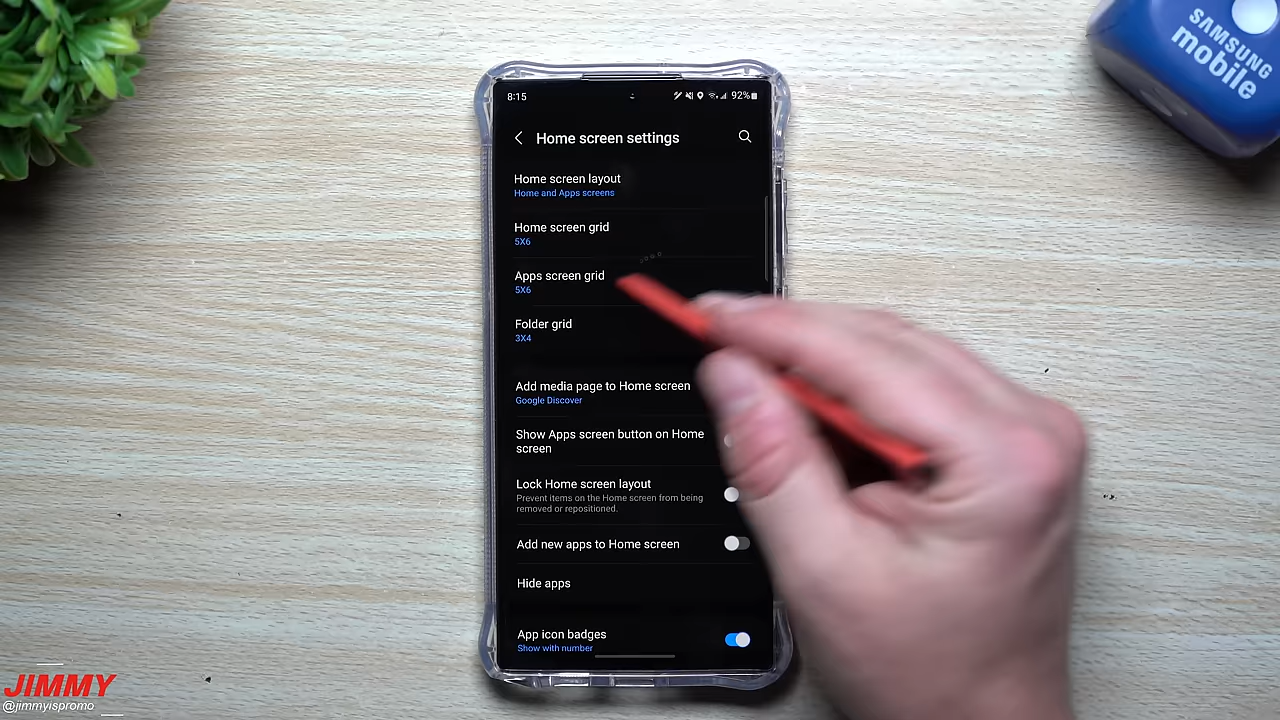 SAMSUNG
mobile
8:15
92%
Home screen settings
Home screen layout
Home and Apps screens
Home screen grid
5X6
Apps screen grid
5X6
Folder grid
3X4
Add media page to Home screen
Google Discover
Show Apps screen button on Home
screen
Lock Home screen layout
Prevent items on the Home screen from being
removed or repositioned.
Add new apps to Home screen
Hide apps
App icon badges
Show with number
JIMMY
@jimmyispromo